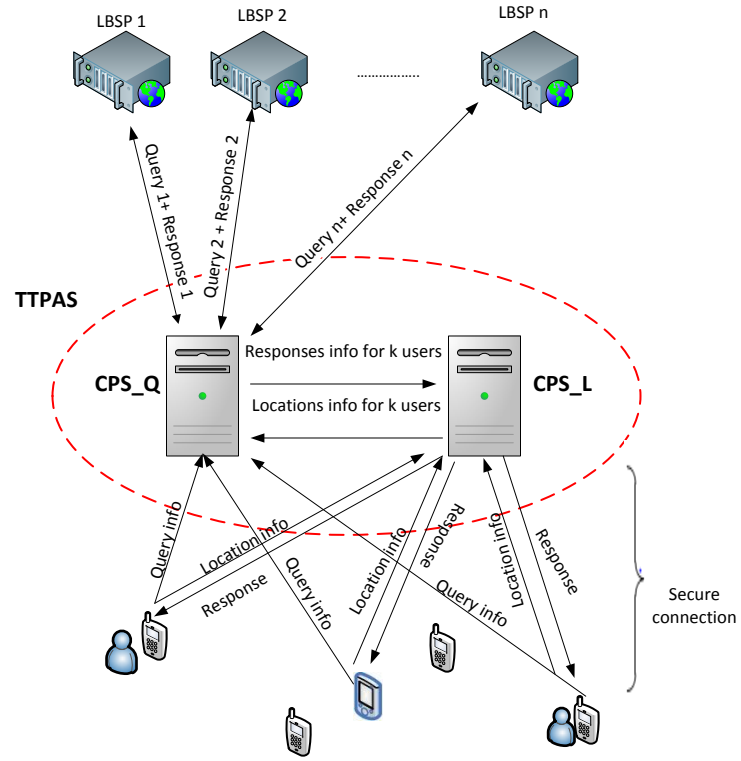 LBSP 1
LBSP 2
LBSP n
..................
Query 1+ Response 1
Query 2 + Response 2
Query n+ Response n
TTPAS
CPS_Q
Responses info for k users
Locations info for k users
CPS_L
Query info
Location info
Response
Query info
Location info
Response
Query info
Location info
Response
Secure
connection